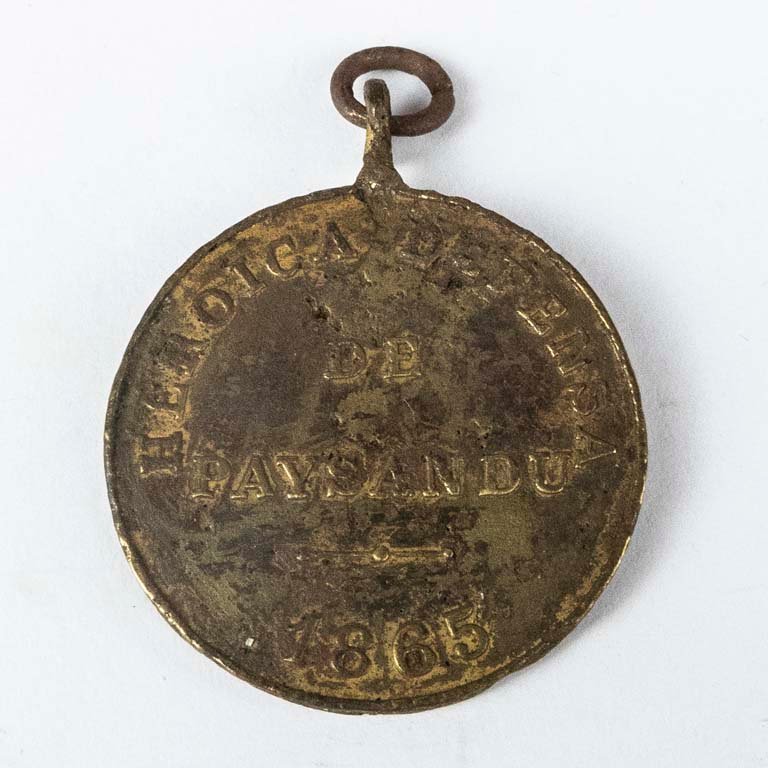 HEROICA DEFENSA
DE
PAYSANDU
1865